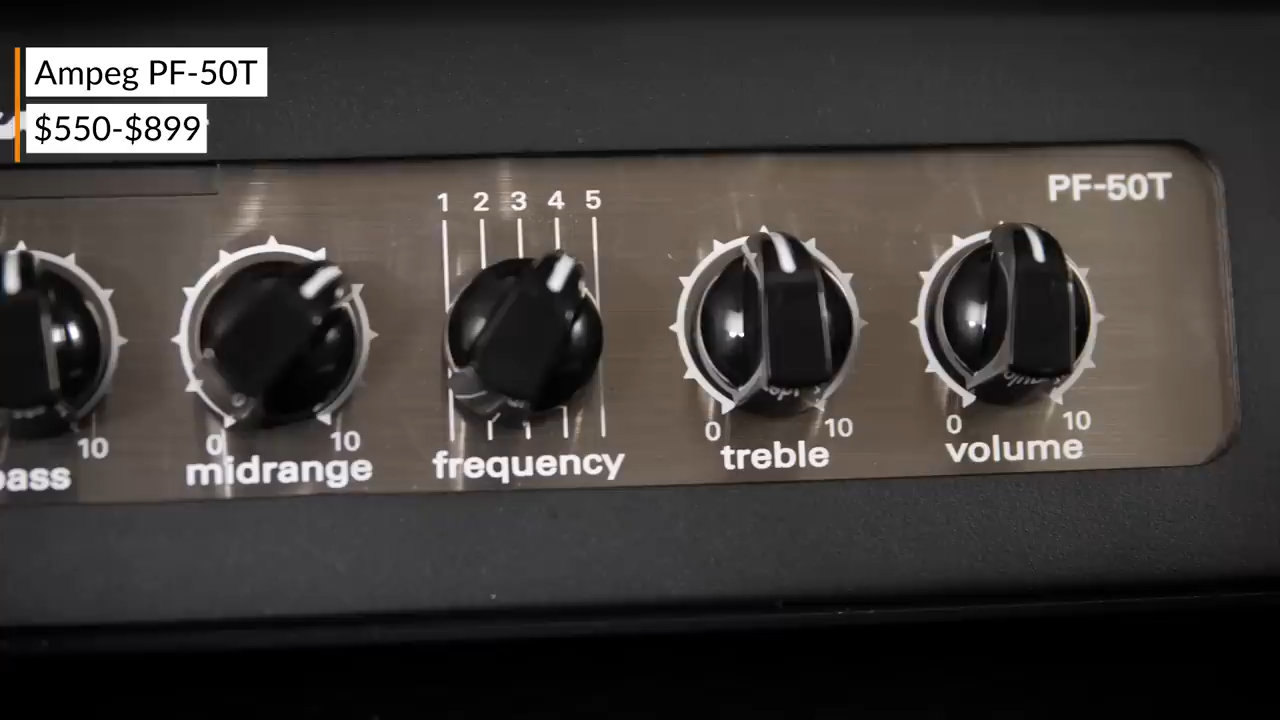 Ampeg PF-50T
$550-$899
PF-50T
1 2 3 4 5
10 0 10 0 10 0 10
midrange frequency treble volume